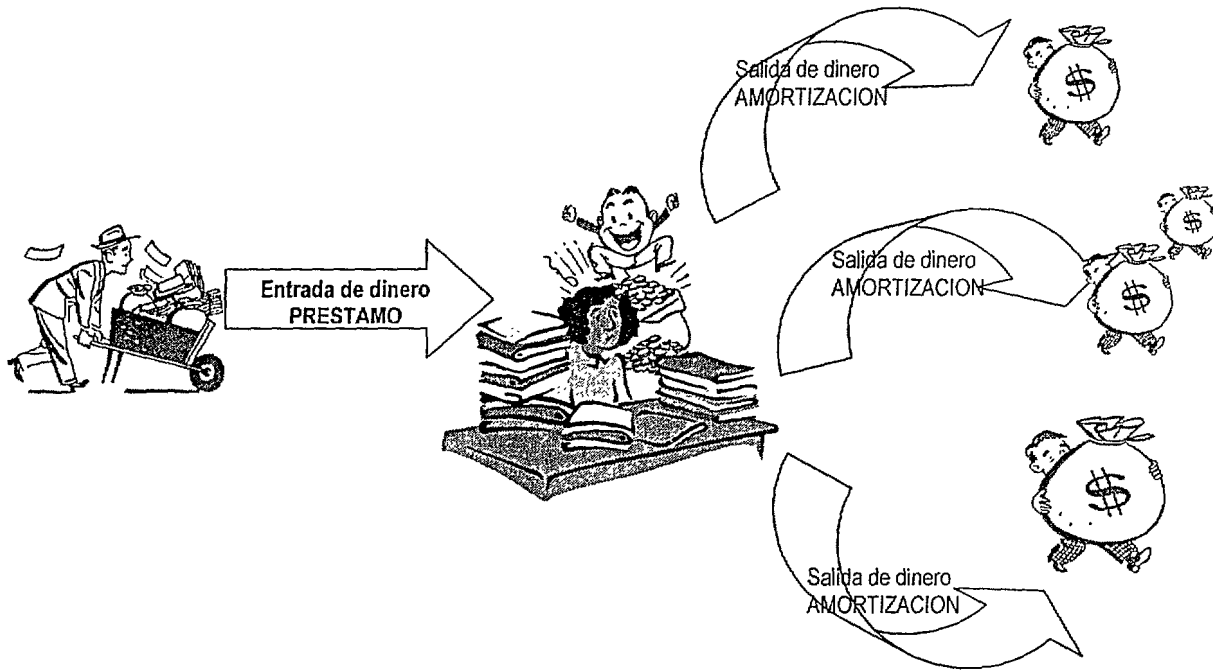 Salida de dinero
AMORTIZACION
Entrada de dinero
PRESTAMO
Salida de dinero
AMORTIZACION
Salida de dinero
AMORTIZACION
$
$
$
$